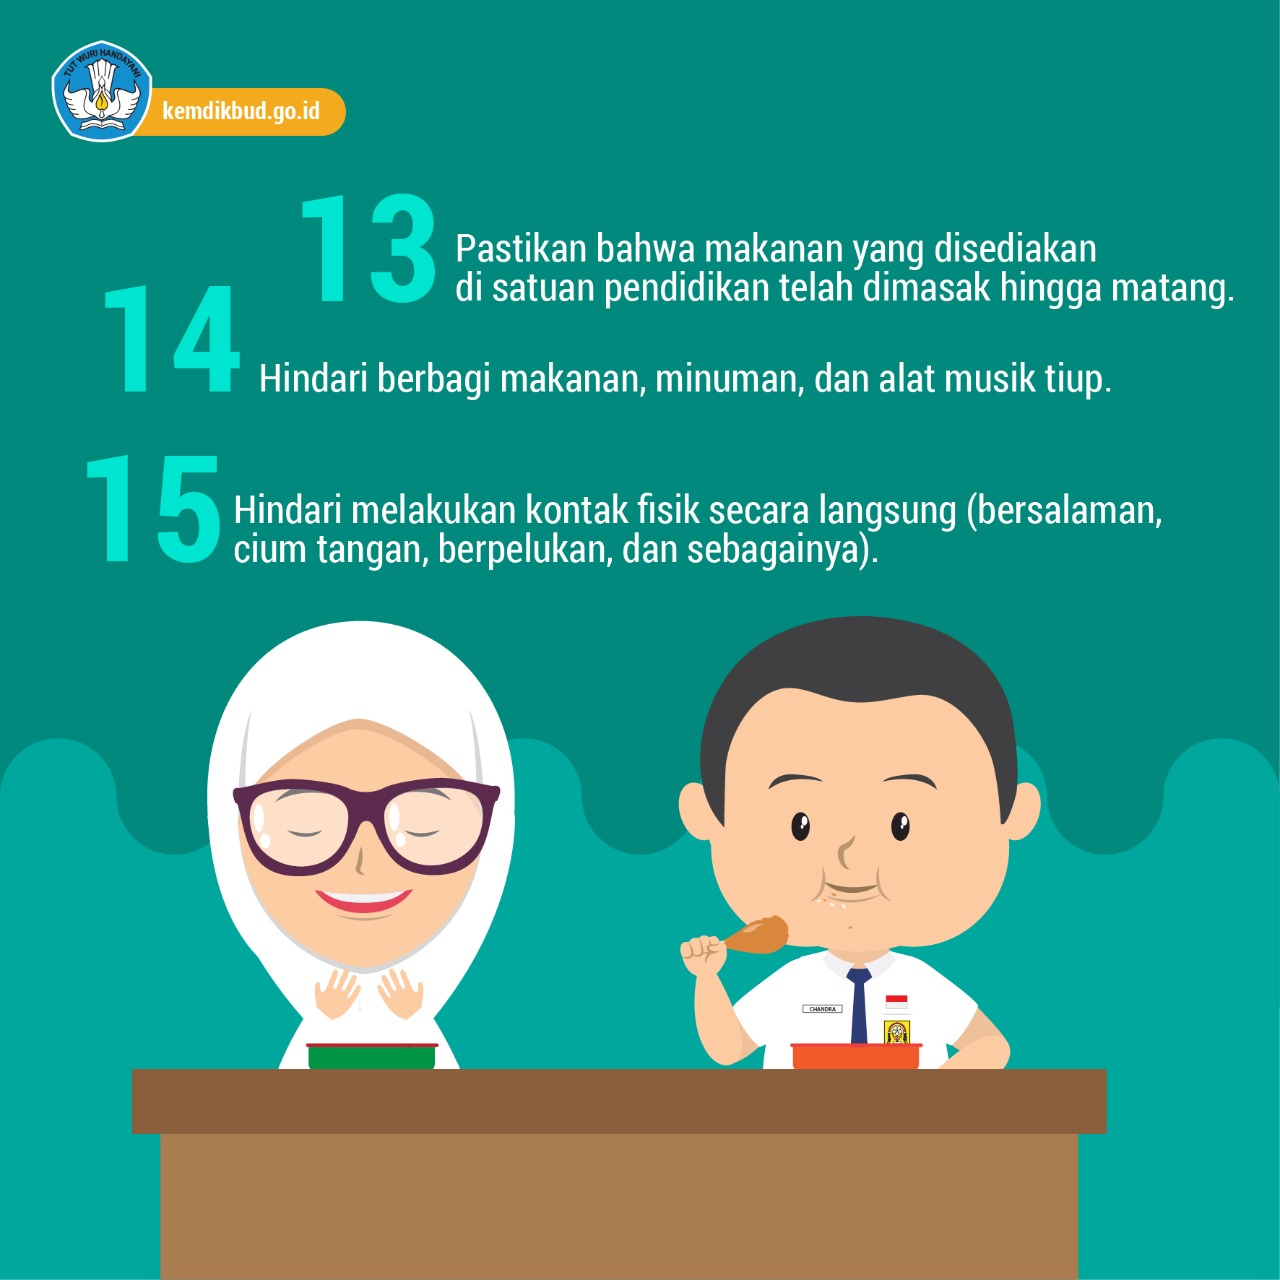 TUT WURI HANDAYANI
kemdikbud.go.id
13
Pastikan bahwa makanan yang disediakan
di satuan pendidikan telah dimasak hingga matang.
14
Hindari berbagi makanan, minuman, dan alat musik tiup.
15
Hindari melakukan kontak fisik secara langsung (bersalaman,
cium tangan, berpelukan, dan sebagainya).
CHANDRA